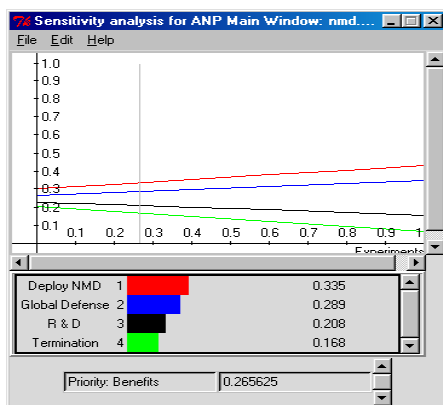 Sensitivity analysis for ANP Main Window: nmd....
File Edit Help
1.0
0.9
0.8
0.7
0.6
0.5
0.4
0.3
0.2
0.1
0.1 0.2 0.3 0.4 0.5 0.6 0.7 0.8 0.9 1
Experiments
Deploy NMD 1 0.335
Global Defense 2 0.289
R & D 3 0.208
Termination 4 0.168
Priority: Benefits 0.265625